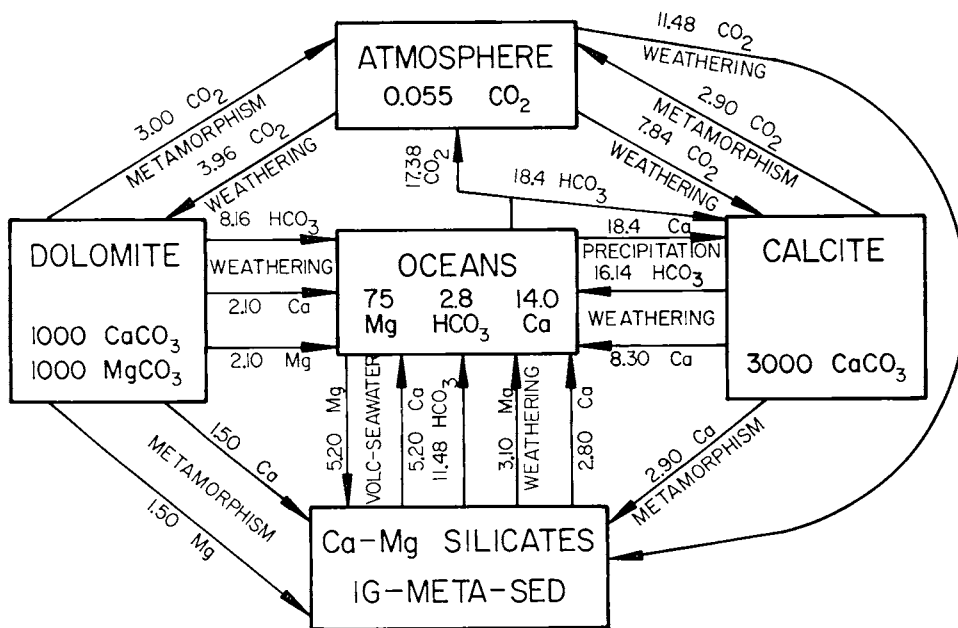 11.48 CO₂
WEATHERING
ATMOSPHERE
0.055 CO₂
3.00 CO₂
METAMORPHISM
3.96 CO₂
WEATHERING
2.90 CO₂
METAMORPHISM
7.84 CO₂
WEATHERING
17.38 CO₂
18.4 HCO₃
DOLOMITE
1000 CaCO₃
1000 MgCO₃
8.16 HCO₃
WEATHERING
2.10 Ca
2.10 Mg
OCEANS
75 2.8 14.0
Mg HCO₃ Ca
18.4 Ca
PRECIPITATION
16.14 HCO₃
WEATHERING
8.30 Ca
CALCITE
3000 CaCO₃
1.50 Ca
METAMORPHISM
1.50 Mg
5.20 Mg
VOLC-SEAWATER
5.20 Ca
11.48 HCO₃
3.10 Mg
WEATHERING
2.80 Ca
2.90 Ca
METAMORPHISM
Ca-Mg SILICATES
IG-META-SED